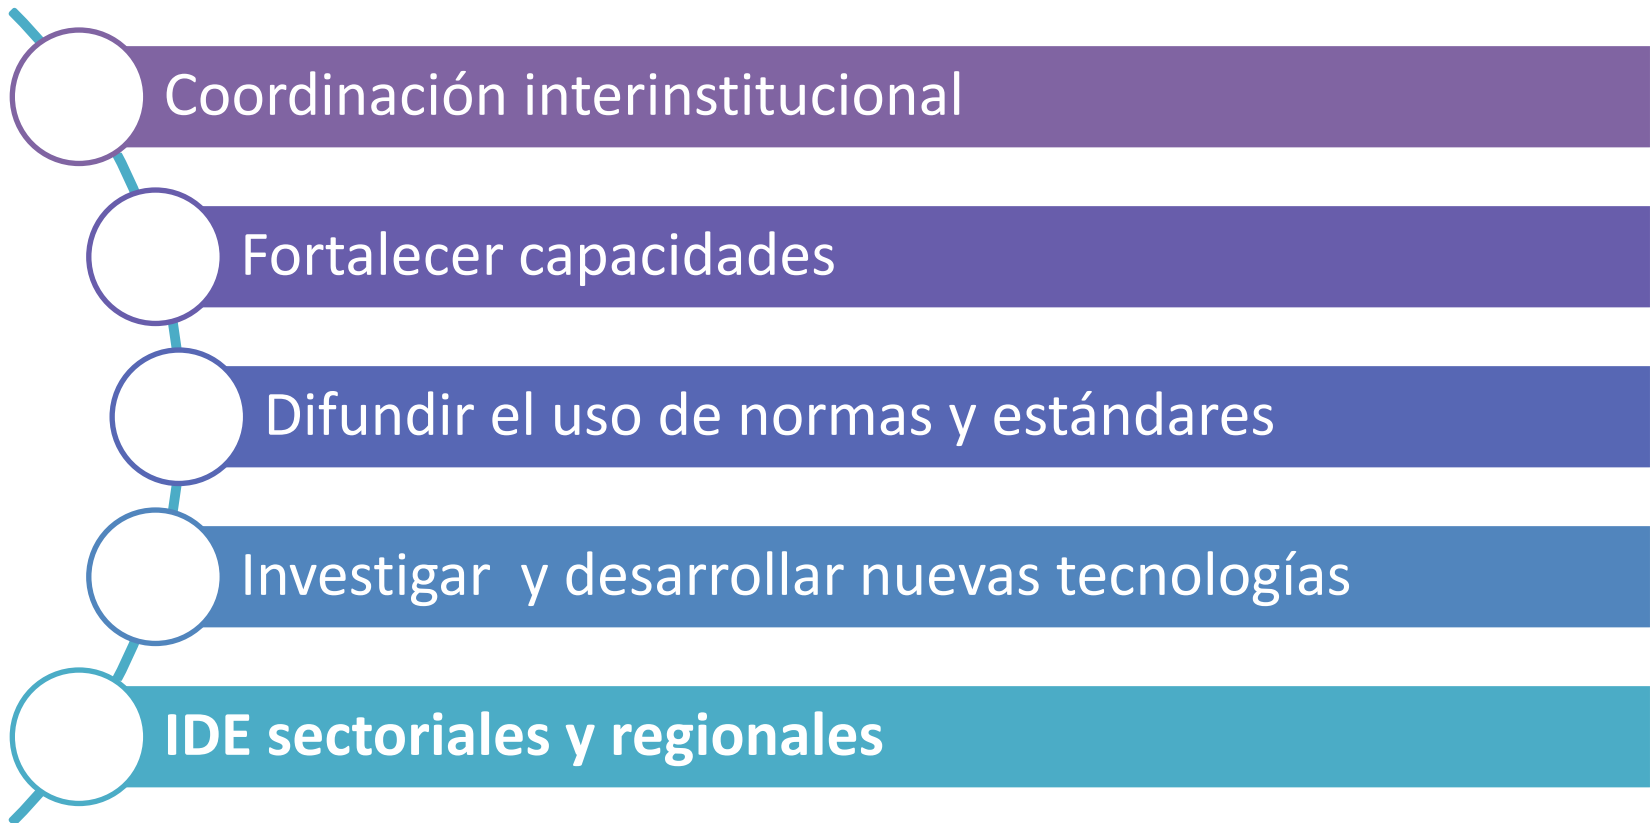 Coordinación interinstitucional
Fortalecer capacidades
Difundir el uso de normas y estándares
Investigar  y desarrollar nuevas tecnologías
IDE sectoriales y regionales